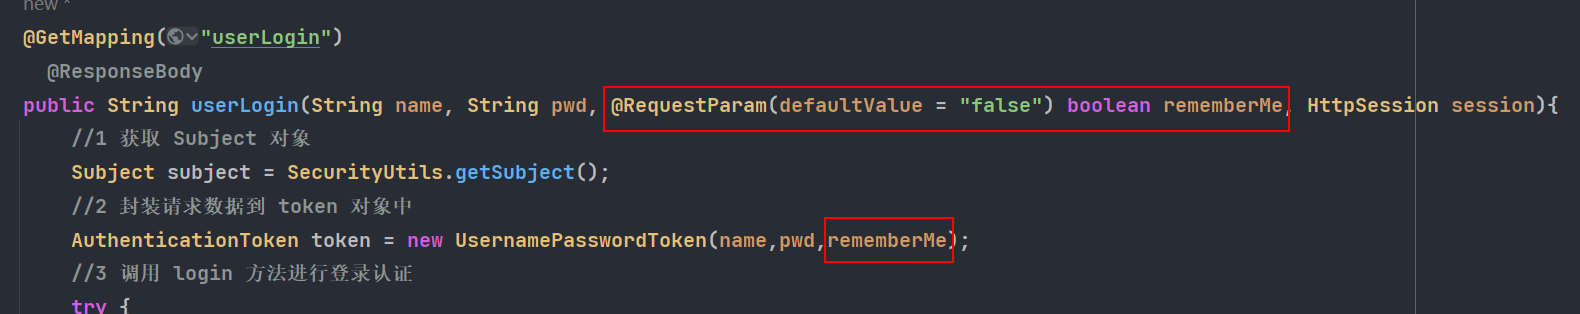 new *
@GetMapping("userLogin")
@ResponseBody
public String userLogin(String name, String pwd, @RequestParam(defaultValue = "false") boolean rememberMe, HttpSession session){
//1 获取 Subject 对象
Subject subject = SecurityUtils.getSubject();
//2 封装请求数据到 token 对象中
AuthenticationToken token = new UsernamePasswordToken(name,pwd,rememberMe);
//3 调用 login 方法进行登录认证
try {